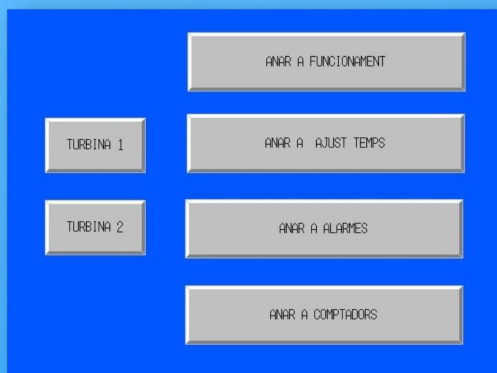 ANAR A FUNCIONAMENT
TURBINA 1
ANAR A AJUST TEMPS
TURBINA 2
ANAR A ALARMES
ANAR A COMPTADORS